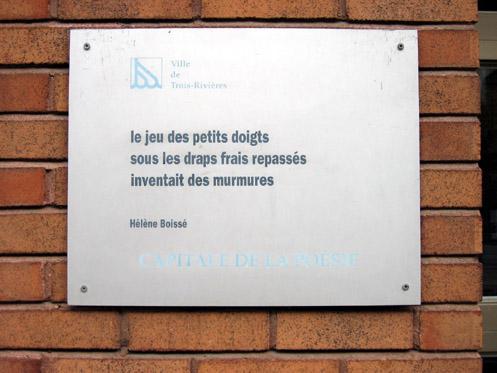 Ville
de
Trois-Rivières
le jeu des petits doigts
sous les draps frais repassés
inventait des murmures
Hélène Boissé
CAPITALE DE LA POÉSIE